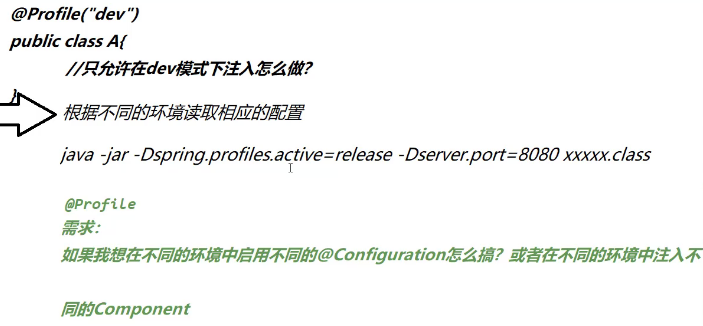 @Profile("dev")
public class A{
//只允许在dev模式下注入怎么做？
}
根据不同的环境读取相应的配置
java -jar -Dspring.profiles.active=release -Dserver.port=8080 xxxxx.class
@Profile
需求：
如果我想在不同的环境中启用不同的@Configuration怎么搞？或者在不同的环境中注入不
同的Component